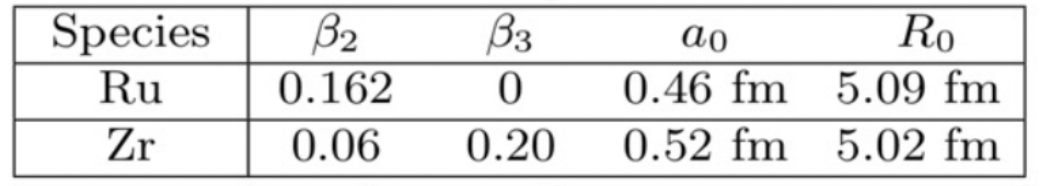 Species β₂ β₃ a₀ R₀
Ru 0.162 0 0.46 fm 5.09 fm
Zr 0.06 0.20 0.52 fm 5.02 fm